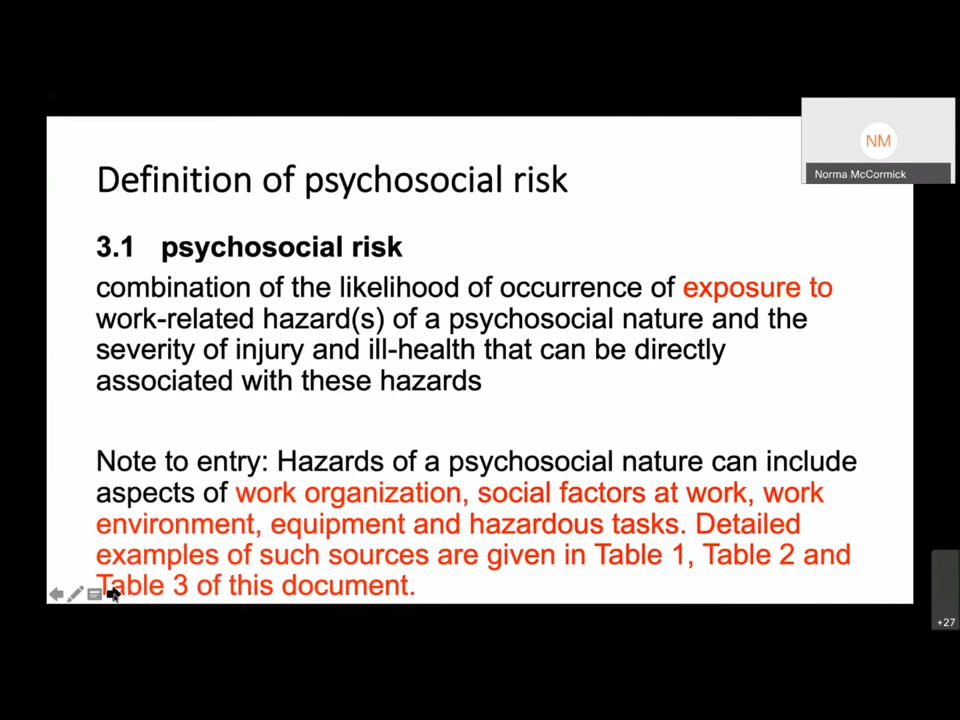 Definition of psychosocial risk
NM
Norma McCormick
3.1 psychosocial risk
combination of the likelihood of occurrence of exposure to
work-related hazard(s) of a psychosocial nature and the
severity of injury and ill-health that can be directly
associated with these hazards
Note to entry: Hazards of a psychosocial nature can include
aspects of work organization, social factors at work, work
environment, equipment and hazardous tasks. Detailed
examples of such sources are given in Table 1, Table 2 and
Table 3 of this document.
+27